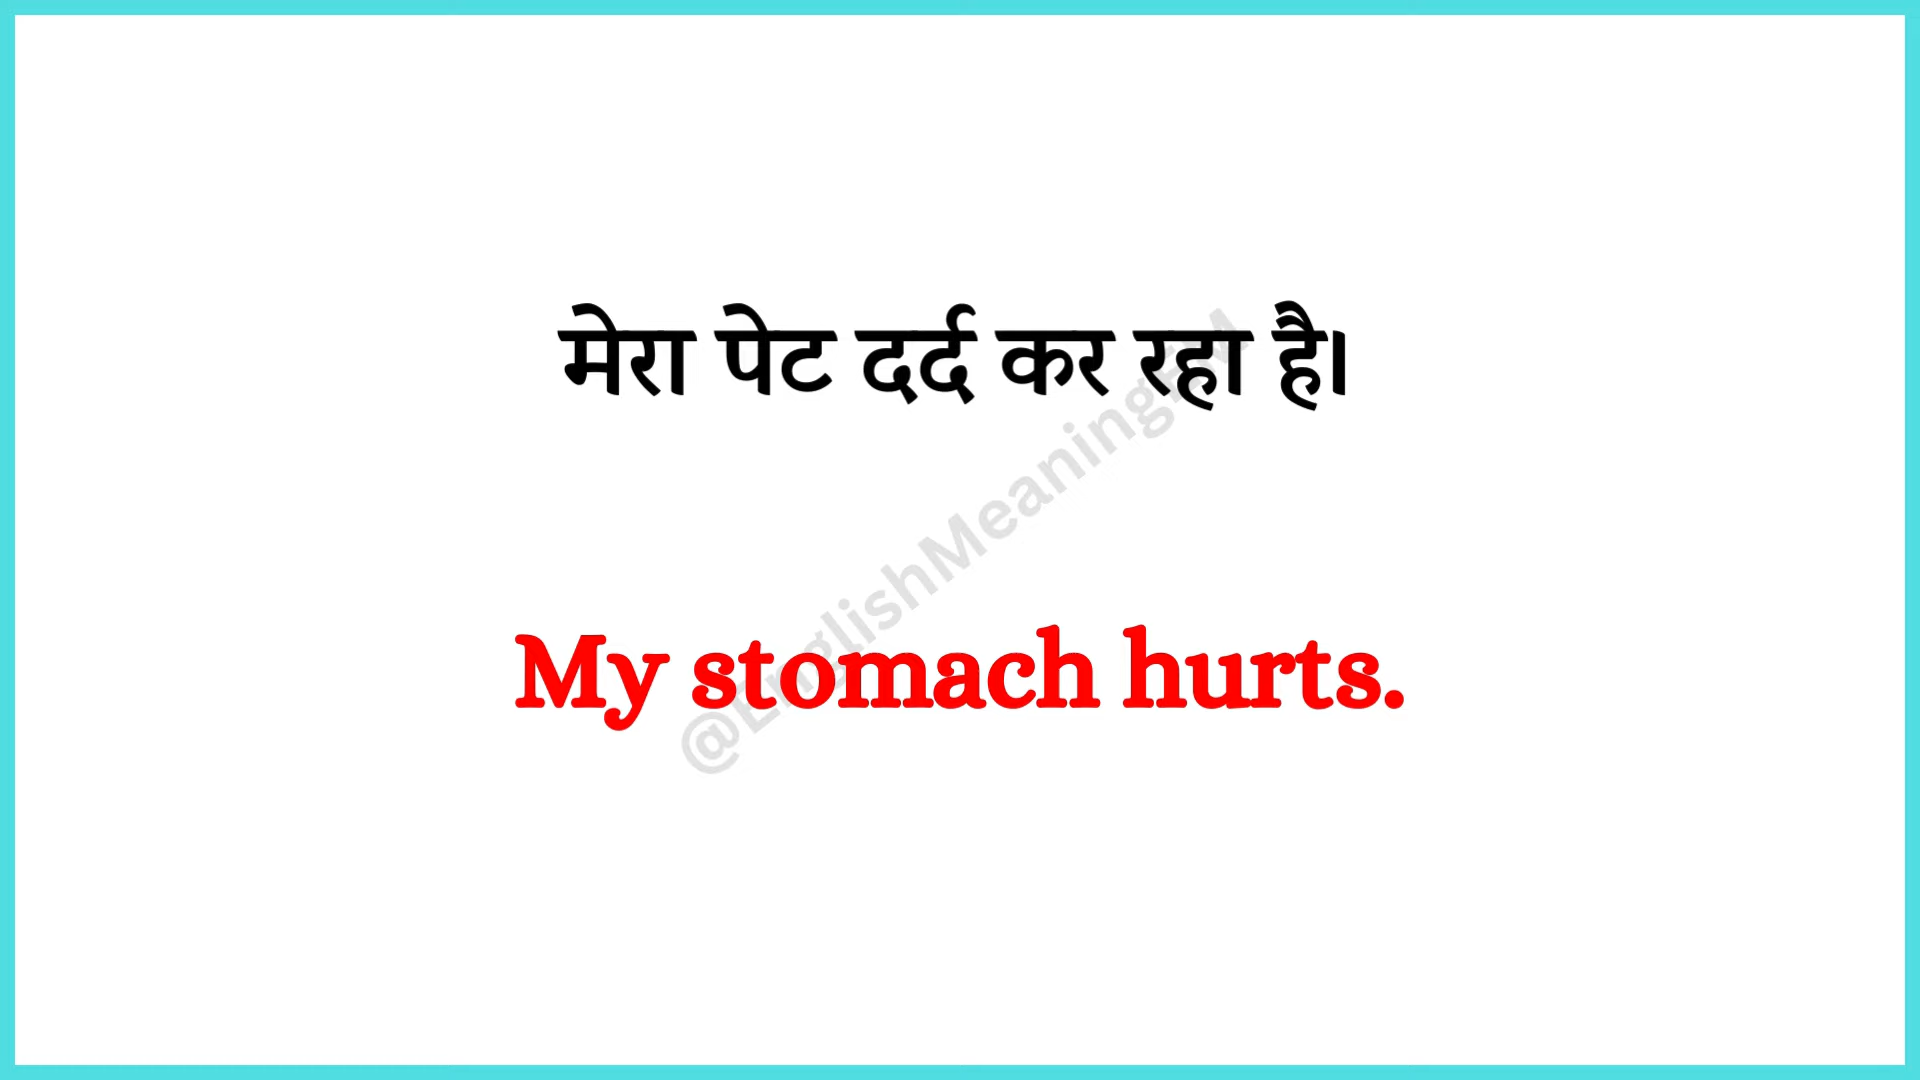 मेरा पेट दर्द कर रहा है।
My stomach hurts.